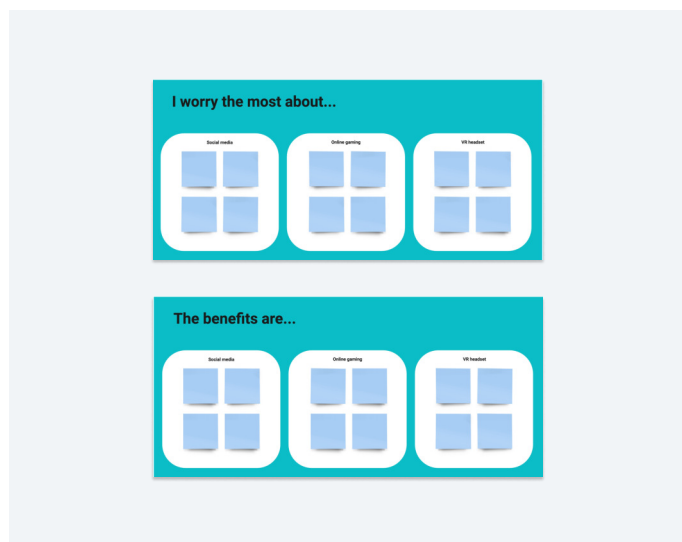 I worry the most about...
Social media
Online gaming
VR headset
The benefits are...
Social media
Online gaming
VR headset